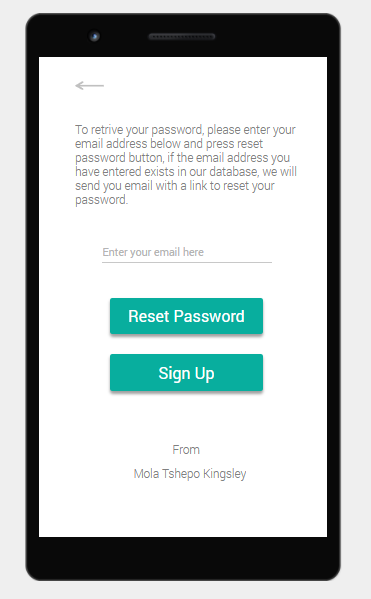 To retrive your password, please enter your
email address below and press reset
password button, if the email address you
have entered exists in our database, we will
send you email with a link to reset your
password.
Enter your email here
Reset Password
Sign Up
From
Mola Tshepo Kingsley